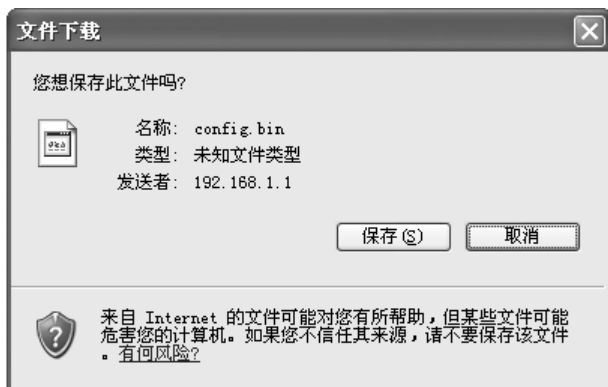 文件下载
您想保存此文件吗?
名称: config.bin
类型: 未知文件类型
发送者: 192.168.1.1
保存(S) 取消
来自 Internet 的文件可能对您有所帮助，但某些文件可能
危害您的计算机。如果您不信任其来源，请不要保存该文件
。有何风险?